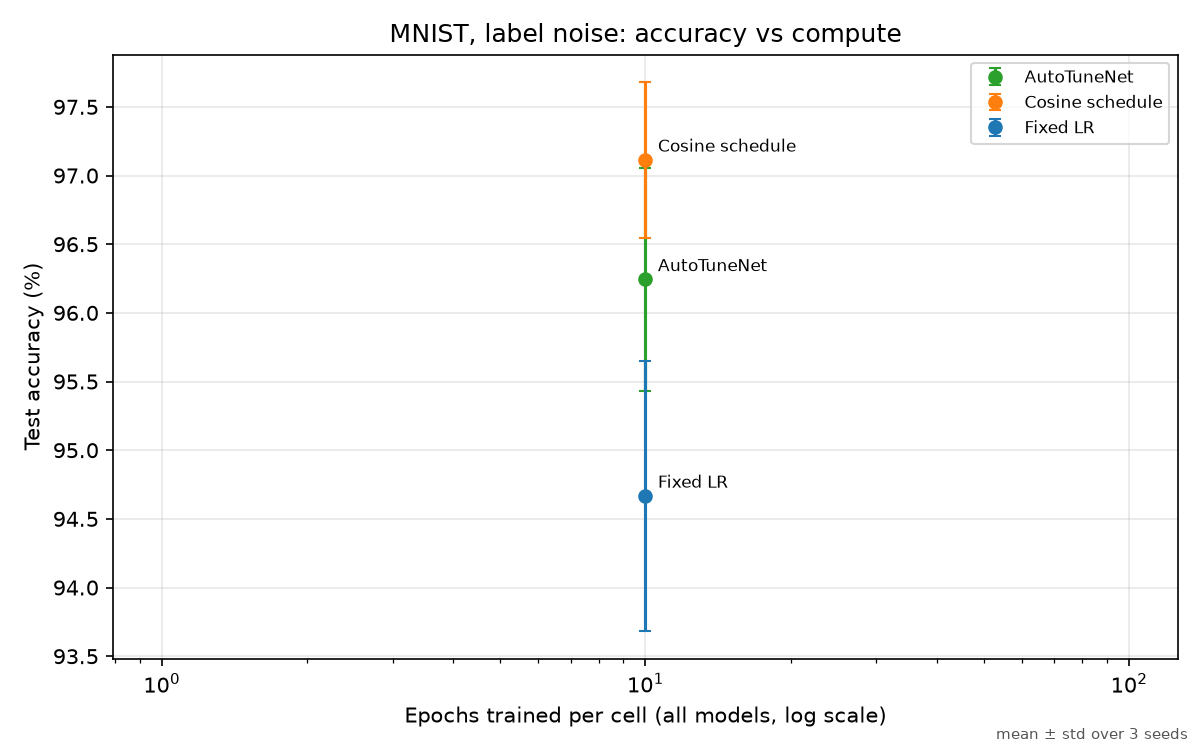 MNIST, label noise: accuracy vs compute
AutoTuneNet
Cosine schedule
Fixed LR
Cosine schedule
AutoTuneNet
Fixed LR
Test accuracy (%)
97.5
97.0
96.5
96.0
95.5
95.0
94.5
94.0
93.5
10⁰
10¹
10²
Epochs trained per cell (all models, log scale)
mean ± std over 3 seeds